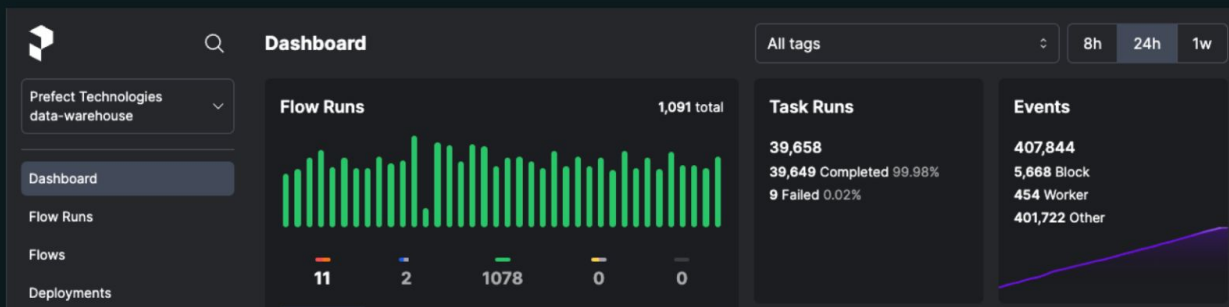 Dashboard
All tags
8h 24h 1w
Prefect Technologies
data-warehouse
Dashboard
Flow Runs
Flows
Deployments
Flow Runs
1,091 total
11 2 1078 0 0
Task Runs
39,658
39,649 Completed 99.98%
9 Failed 0.02%
Events
407,844
5,668 Block
454 Worker
401,722 Other